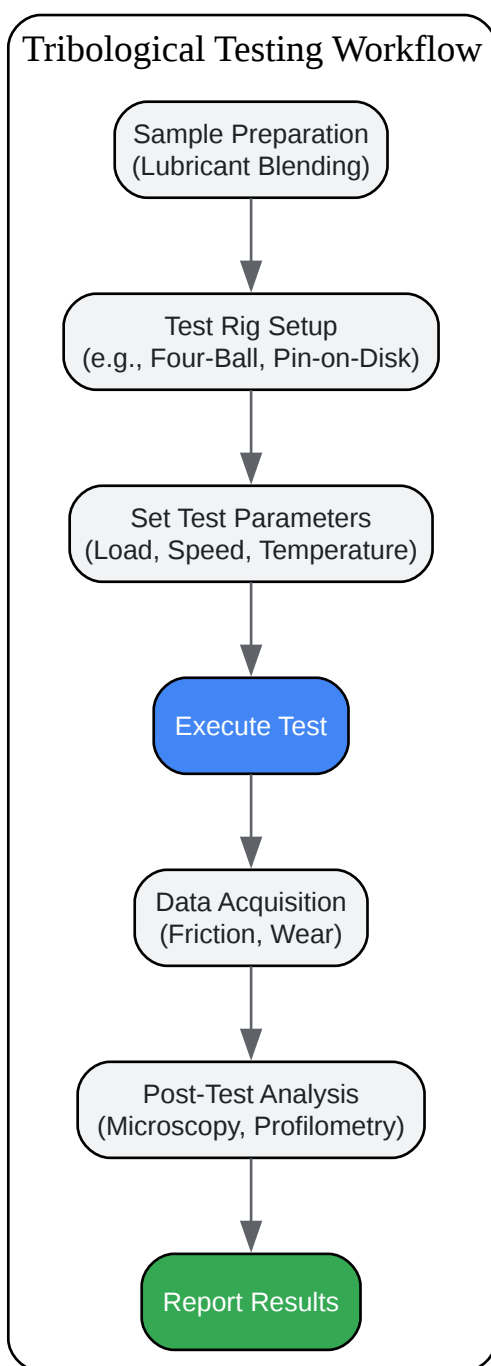 Tribological Testing Workflow
Sample Preparation
(Lubricant Blending)
Test Rig Setup
(e.g., Four-Ball, Pin-on-Disk)
Set Test Parameters
(Load, Speed, Temperature)
Execute Test
Data Acquisition
(Friction, Wear)
Post-Test Analysis
(Microscopy, Profilometry)
Report Results